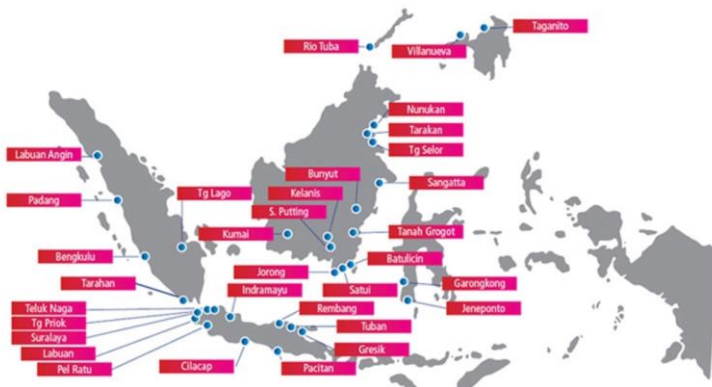 Taganito
Rio Tuba
Villanueva
Nunukan
Tarakan
Tg Selor
Labuan Angin
Bunyut
Sangatta
Tg Lago
Kelanis
Padang
S. Putting
Kumai
Tanah Grogot
Bengkulu
Batulicin
Jorong
Tarahan
Satui
Garongkong
Indramayu
Teluk Naga
Rembang
Jeneponto
Tg Priok
Tuban
Suralaya
Labuan
Gresik
Pel Ratu
Cilacap
Pacitan